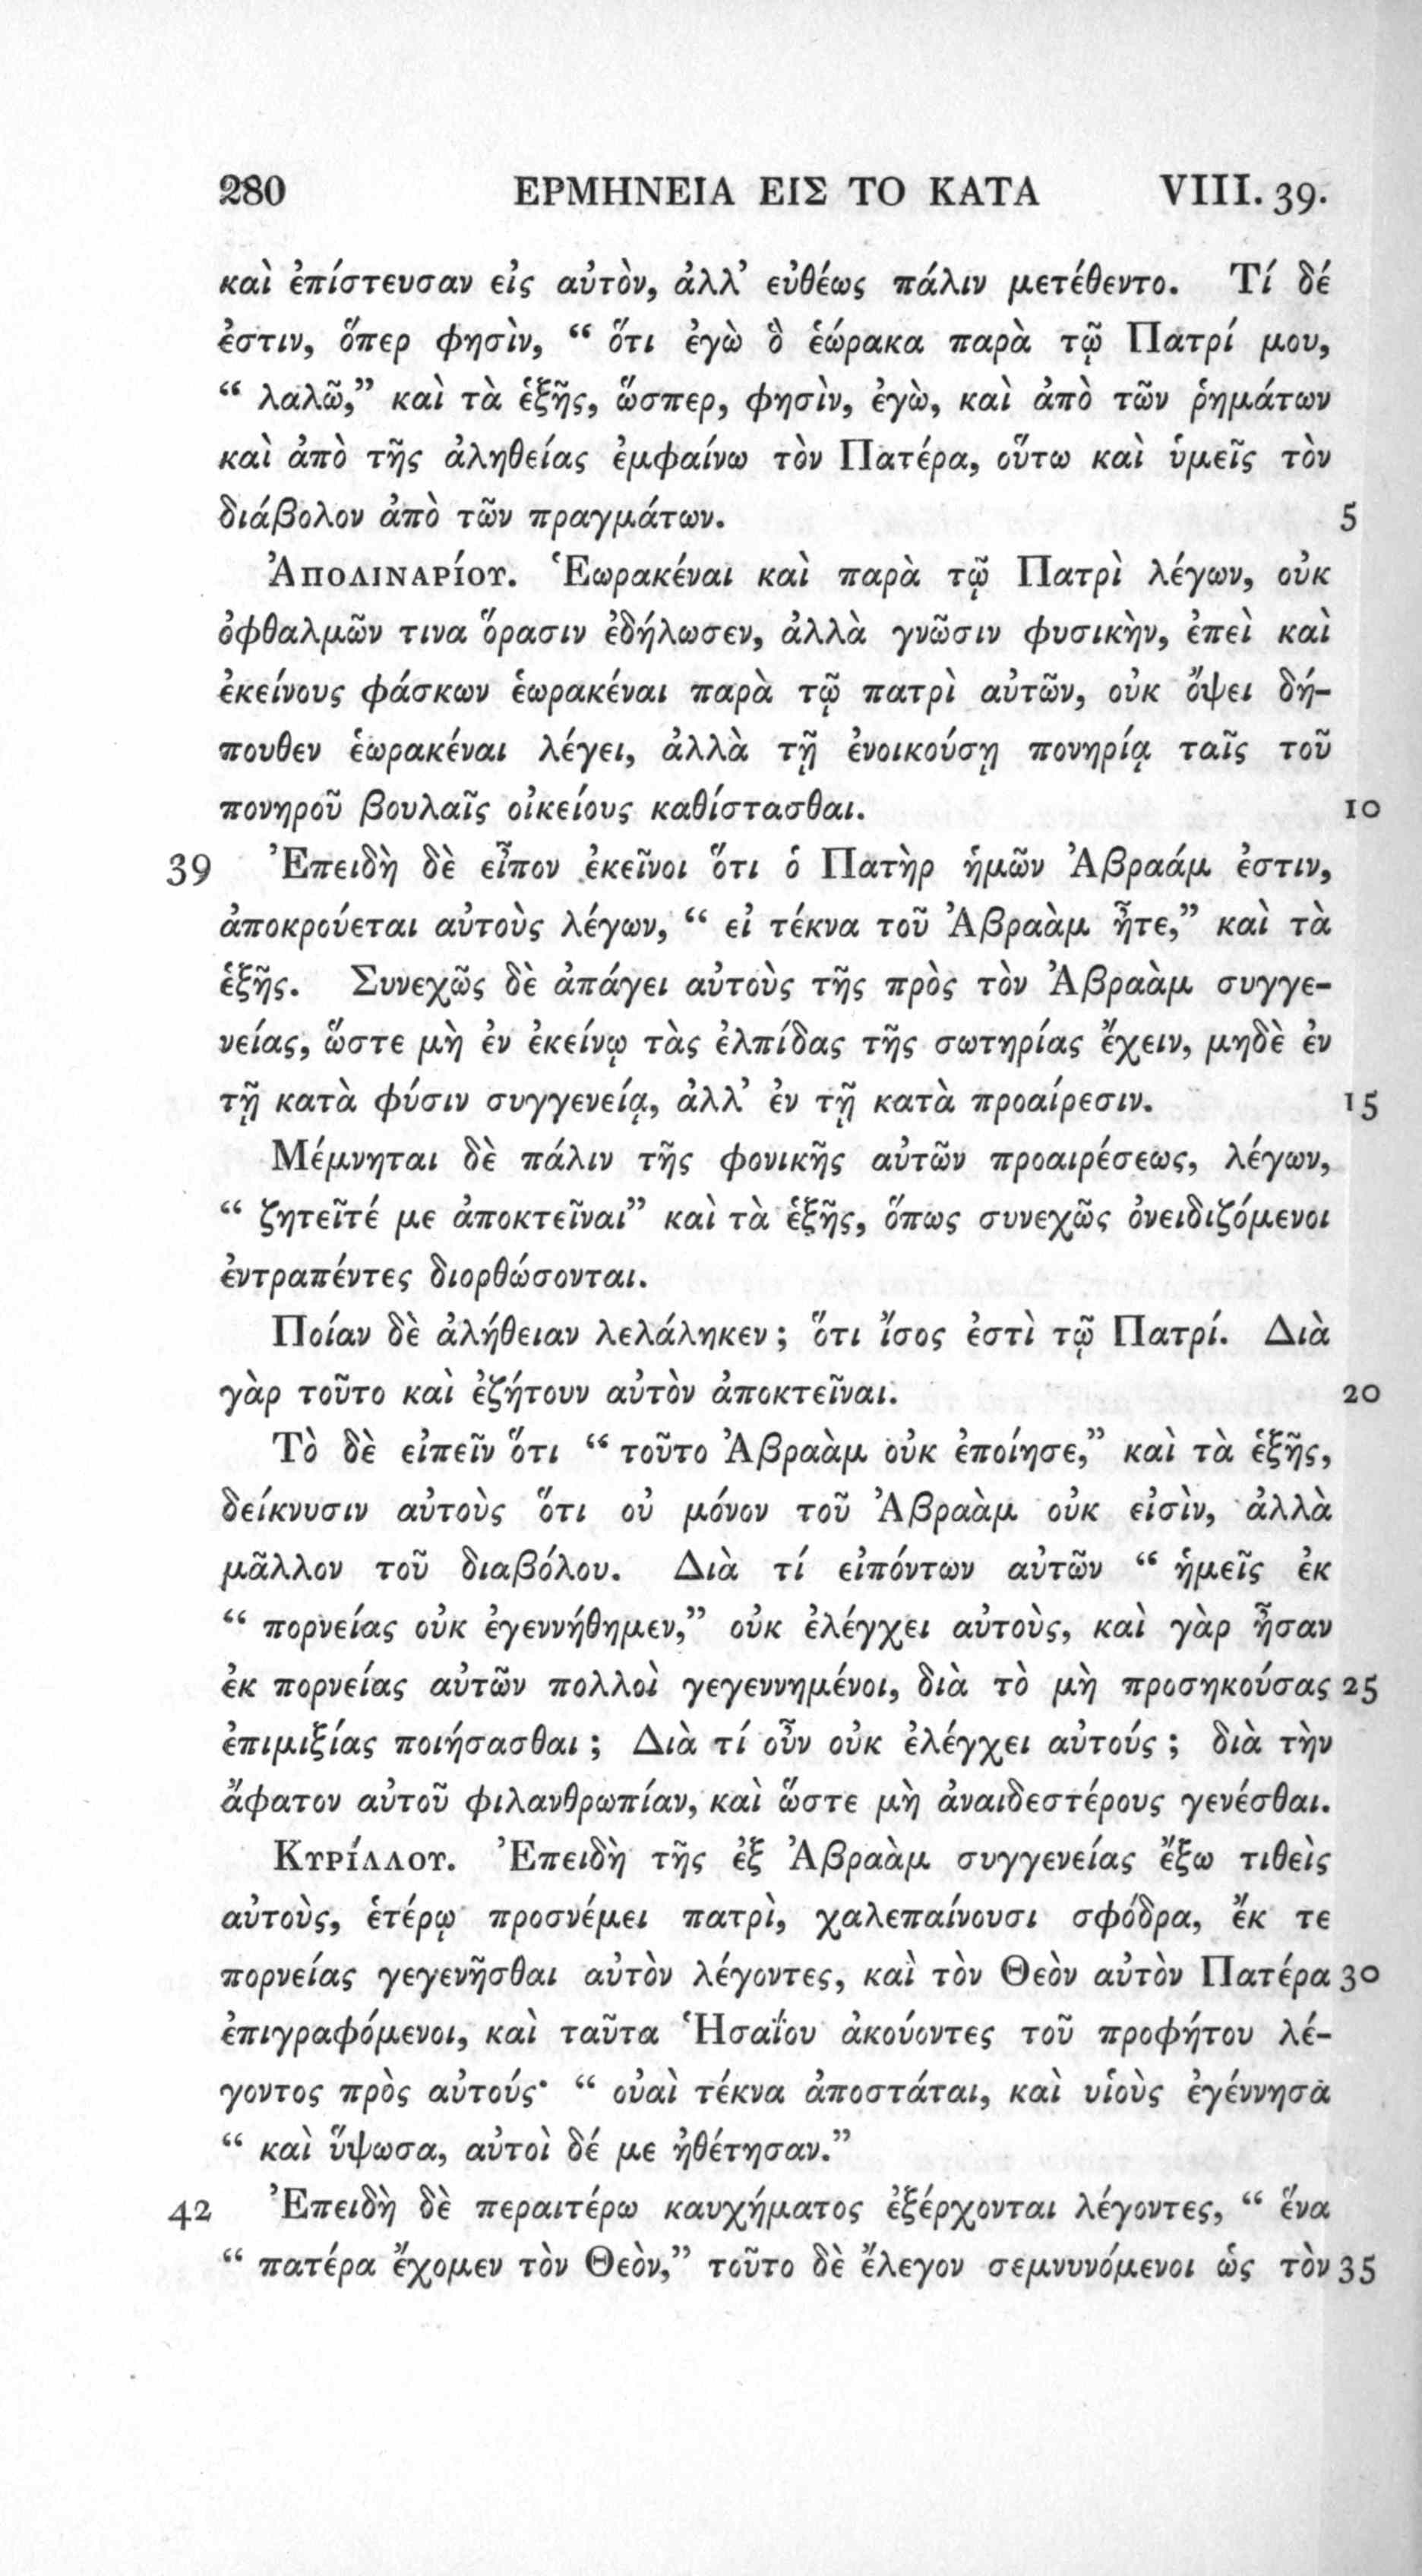 280 ΕΡΜΗΝΕΙΑ ΕΙΣ ΤΟ ΚΑΤΑ VIII. 39.
καὶ ἐπίστευσαν εἰς αὐτὸν, ἀλλ’ εὐθέως πάλιν μετέθεντο. Τί δέ
ἐστιν, ὅπερ φησὶν, “ ὅτι ἐγὼ ὃ ἑώρακα παρὰ τῷ Πατρί μου,
“ λαλῶ,” καὶ τὰ ἑξῆς, ὥσπερ, φησὶν, ἐγὼ, καὶ ἀπὸ τῶν ῥημάτων
καὶ ἀπὸ τῆς ἀληθείας ἐμφαίνω τὸν Πατέρα, οὕτω καὶ ὑμεῖς τὸν
διάβολον ἀπὸ τῶν πραγμάτων. 5
Ἀπολιναρίου. Ἑωρακέναι καὶ παρὰ τῷ Πατρὶ λέγων, οὐκ
ὀφθαλμῶν τινα ὅρασιν ἐδήλωσεν, ἀλλὰ γνῶσιν φυσικὴν, ἐπεὶ καὶ
ἐκείνους φάσκων ἑωρακέναι παρὰ τῷ πατρὶ αὐτῶν, οὐκ ὄψει δή-
πουθεν ἑωρακέναι λέγει, ἀλλὰ τῇ ἐνοικούσῃ πονηρίᾳ ταῖς τοῦ
πονηροῦ βουλαῖς οἰκείους καθίστασθαι. 10
39 Ἐπειδὴ δὲ εἶπον ἐκεῖνοι ὅτι ὁ Πατὴρ ἡμῶν Ἀβραάμ ἐστιν,
ἀποκρούεται αὐτοὺς λέγων, “ εἰ τέκνα τοῦ Ἀβραὰμ ἦτε,” καὶ τὰ
ἑξῆς. Συνεχῶς δὲ ἀπάγει αὐτοὺς τῆς πρὸς τὸν Ἀβραὰμ συγγε-
νείας, ὥστε μὴ ἐν ἐκείνῳ τὰς ἐλπίδας τῆς σωτηρίας ἔχειν, μηδὲ ἐν
τῇ κατὰ φύσιν συγγενείᾳ, ἀλλ’ ἐν τῇ κατὰ προαίρεσιν. 15
Μέμνηται δὲ πάλιν τῆς φονικῆς αὐτῶν προαιρέσεως, λέγων,
“ ζητεῖτέ με ἀποκτεῖναι” καὶ τὰ ἑξῆς, ὅπως συνεχῶς ὀνειδιζόμενοι
ἐντραπέντες διορθώσονται.
Ποίαν δὲ ἀλήθειαν λελάληκεν ; ὅτι ἴσος ἐστὶ τῷ Πατρί. Διὰ
γὰρ τοῦτο καὶ ἐζήτουν αὐτὸν ἀποκτεῖναι. 20
Τὸ δὲ εἰπεῖν ὅτι “ τοῦτο Ἀβραὰμ οὐκ ἐποίησε,” καὶ τὰ ἑξῆς,
δείκνυσιν αὐτοὺς ὅτι οὐ μόνον τοῦ Ἀβραὰμ οὐκ εἰσὶν, ἀλλὰ
μᾶλλον τοῦ διαβόλου. Διὰ τί εἰπόντων αὐτῶν “ ἡμεῖς ἐκ
“ πορνείας οὐκ ἐγεννήθημεν,” οὐκ ἐλέγχει αὐτοὺς, καὶ γὰρ ἦσαν
ἐκ πορνείας αὐτῶν πολλοὶ γεγεννημένοι, διὰ τὸ μὴ προσηκούσας 25
ἐπιμιξίας ποιήσασθαι ; Διὰ τί οὖν οὐκ ἐλέγχει αὐτούς ; διὰ τὴν
ἄφατον αὐτοῦ φιλανθρωπίαν, καὶ ὥστε μὴ ἀναιδεστέρους γενέσθαι.
Κυρίλλου. Ἐπειδὴ τῆς ἐξ Ἀβραὰμ συγγενείας ἔξω τιθεὶς
αὐτοὺς, ἑτέρῳ προσνέμει πατρὶ, χαλεπαίνουσι σφόδρα, ἔκ τε
πορνείας γεγενῆσθαι αὐτὸν λέγοντες, καὶ τὸν Θεὸν αὐτὸν Πατέρα 30
ἐπιγραφόμενοι, καὶ ταῦτα Ἡσαΐου ἀκούοντες τοῦ προφήτου λέ-
γοντος πρὸς αὐτούς· “ οὐαὶ τέκνα ἀποστάται, καὶ υἱοὺς ἐγέννησα
“ καὶ ὕψωσα, αὐτοὶ δέ με ἠθέτησαν.”
42 Ἐπειδὴ δὲ περαιτέρω καυχήματος ἐξέρχονται λέγοντες, “ ἕνα
“ πατέρα ἔχομεν τὸν Θεὸν,” τοῦτο δὲ ἔλεγον σεμνυνόμενοι ὡς τὸν 35